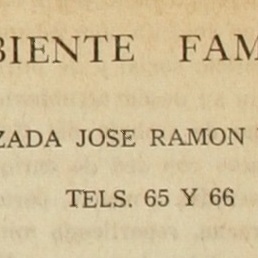 BIENTE FAM
ZADA JOSE RAMON
TELS. 65 Y 66